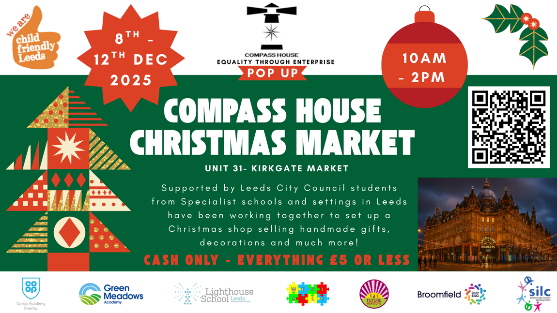 we are
child
friendly
Leeds
8TH -
12TH DEC
2025
COMPASS HOUSE
EQUALITY THROUGH ENTERPRISE
POP UP
10AM
- 2PM
COMPASS HOUSE
CHRISTMAS MARKET
UNIT 31- KIRKGATE MARKET
Supported by Leeds City Council students
from Specialist schools and settings in Leeds
have been working together to set up a
Christmas shop selling handmade gifts,
decorations and much more!
CASH ONLY - EVERYTHING £5 OR LESS
co
op
Green
Meadows
Academy
Lighthouse
School Leeds
Broomfield
silc